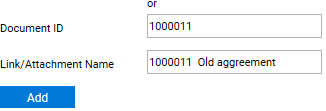 or
Document ID 1000011
Link/Attachment Name 1000011 Old aggreement
Add